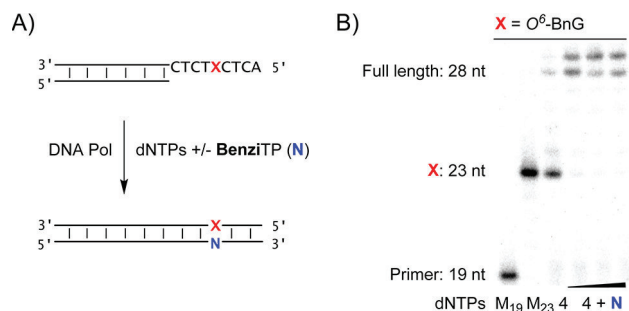 A)
3' CTCTXCTCA 5'
5'
DNA Pol dNTPs +/- BenziTP (N)
3' X 5'
5' N 3'
B)
X = O⁶-BnG
Full length: 28 nt
X: 23 nt
Primer: 19 nt
dNTPs M₁₉ M₂₃ 4 4 + N